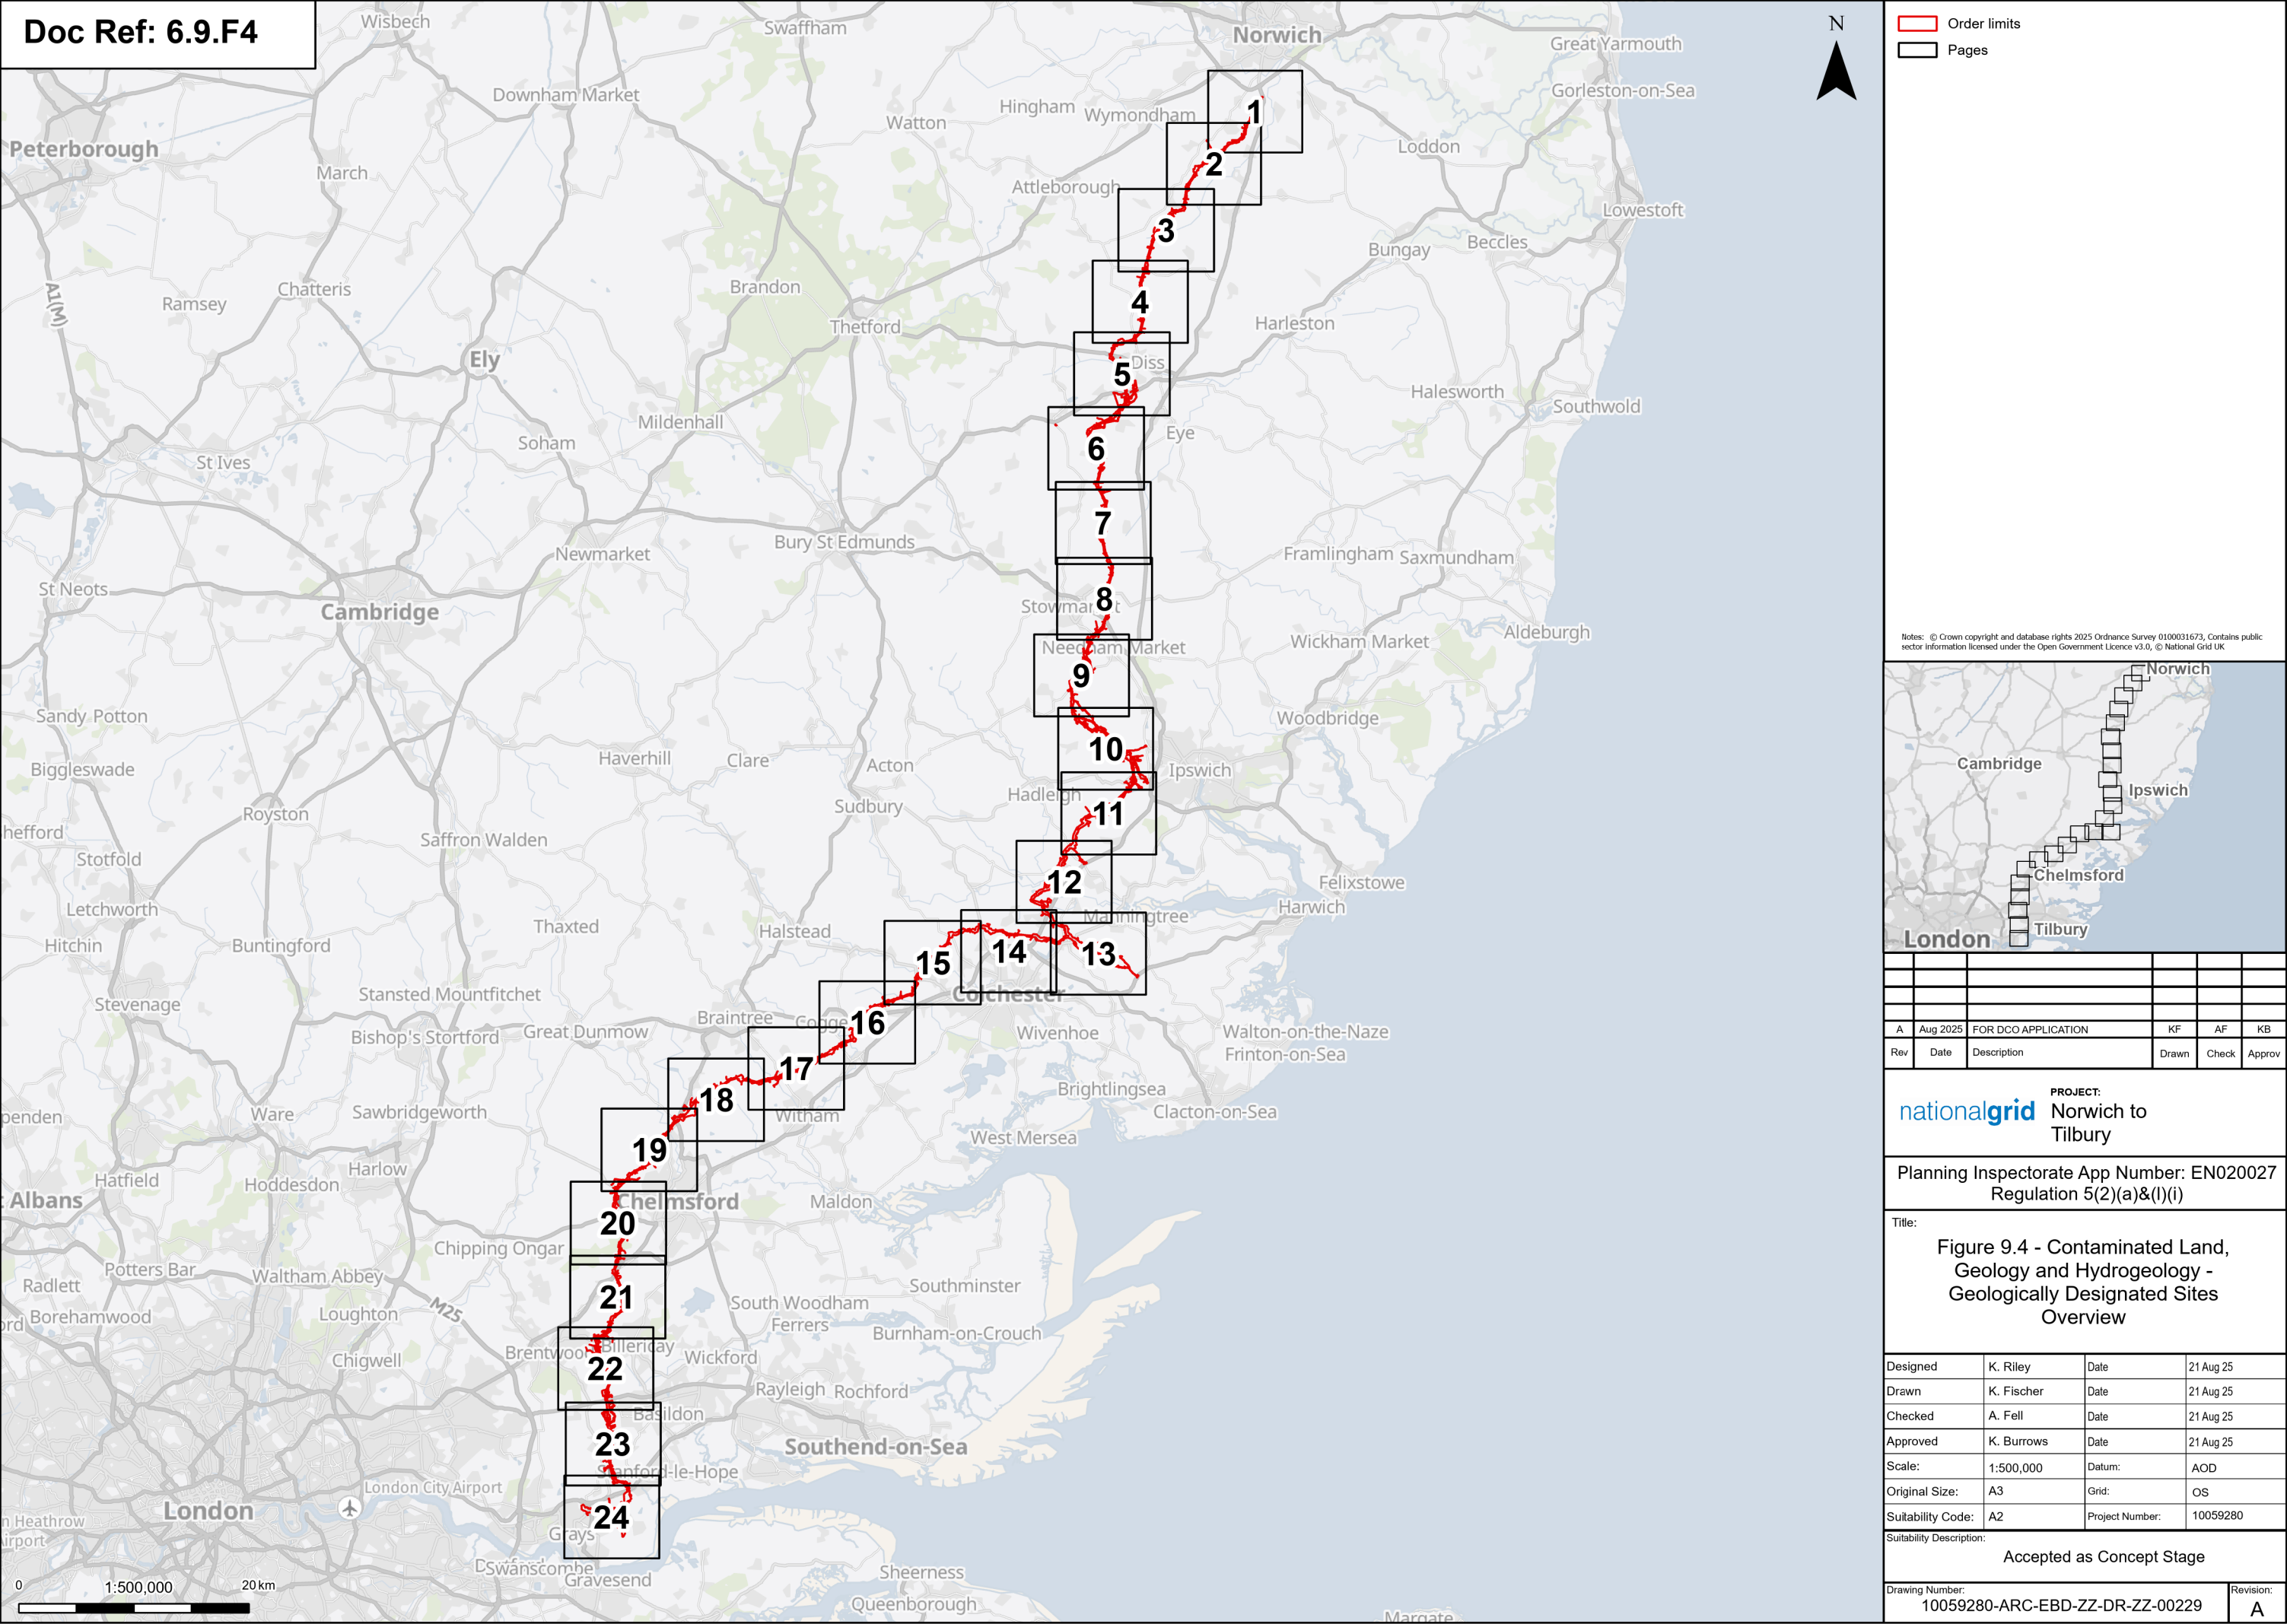 Doc Ref: 6.9.F4
Wisbech
Swaffham
Norwich
Great Yarmouth
N
Downham Market
Hingham
Wymondham
Gorleston-on-Sea
Watton
Peterborough
March
Loddon
Attleborough
Lowestoft
Bungay
Beccles
A1(M)
Ramsey
Chatteris
Brandon
Thetford
Harleston
Ely
Diss
Halesworth
Southwold
Mildenhall
Soham
Eye
St Ives
Newmarket
Bury St Edmunds
Framlingham
Saxmundham
St Neots
Cambridge
Wickham Market
Aldeburgh
Needham Market
Sandy Potton
Woodbridge
Haverhill
Clare
Acton
Ipswich
Biggleswade
Hadleigh
Sudbury
Royston
hefford
Saffron Walden
Stotfold
Felixstowe
Harwich
Letchworth
Thaxted
Halstead
Hitchin
Buntingford
Colchester
Stansted Mountfitchet
Stevenage
Bishop's Stortford
Great Dunmow
Braintree
Wivenhoe
Walton-on-the-Naze
Frinton-on-Sea
Brightlingsea
Clacton-on-Sea
penden
Ware
Sawbridgeworth
Witham
West Mersea
Harlow
Hatfield
Hoddesdon
Albans
Chelmsford
Maldon
Chipping Ongar
Potters Bar
Waltham Abbey
Radlett
Southminster
Borehamwood
Loughton
M25
South Woodham
Ferrers
Burnham-on-Crouch
Billericay
Chigwell
Wickford
Rayleigh
Rochford
Basildon
Southend-on-Sea
Stanford-le-Hope
London City Airport
London
n Heathrow
Airport
Grays
Swanscombe
Gravesend
Sheerness
Queenborough
Margate
1
2
3
4
5
6
7
8
9
10
11
12
13
14
15
16
17
18
19
20
21
22
23
24
0
1:500,000
20 km
Order limits
Pages
Notes: © Crown copyright and database rights 2025 Ordnance Survey 0100031673, Contains public
sector information licensed under the Open Government Licence v3.0, © National Grid UK
Norwich
Cambridge
Ipswich
Chelmsford
Tilbury
London
A Aug 2025 FOR DCO APPLICATION KF AF KB
Rev Date Description Drawn Check Approv
nationalgrid
PROJECT:
Norwich to
Tilbury
Planning Inspectorate App Number: EN020027
Regulation 5(2)(a)&(l)(i)
Title:
Figure 9.4 - Contaminated Land,
Geology and Hydrogeology -
Geologically Designated Sites
Overview
Designed K. Riley Date 21 Aug 25
Drawn K. Fischer Date 21 Aug 25
Checked A. Fell Date 21 Aug 25
Approved K. Burrows Date 21 Aug 25
Scale: 1:500,000 Datum: AOD
Original Size: A3 Grid: OS
Suitability Code: A2 Project Number: 10059280
Suitability Description:
Accepted as Concept Stage
Drawing Number:
10059280-ARC-EBD-ZZ-DR-ZZ-00229
Revision:
A